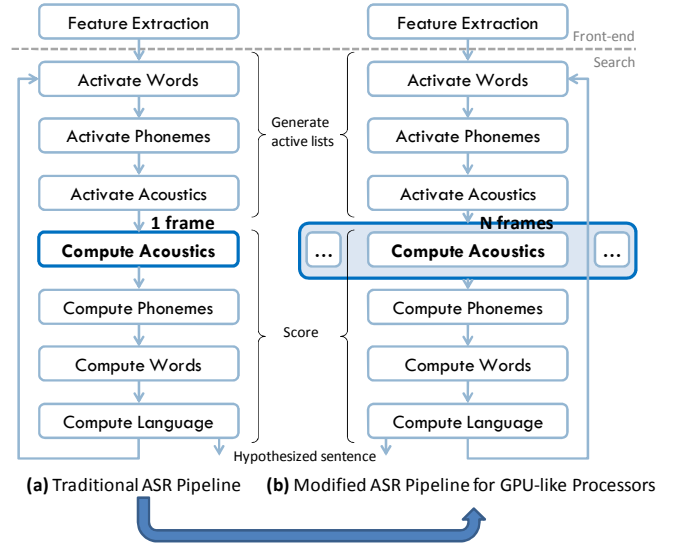 Feature Extraction
Feature Extraction
Front-end
Search
Activate Words
Activate Words
Generate
active lists
Activate Phonemes
Activate Phonemes
Activate Acoustics
Activate Acoustics
1 frame
N frames
Compute Acoustics
...
Compute Acoustics
...
Compute Phonemes
Compute Phonemes
Score
Compute Words
Compute Words
Compute Language
Compute Language
Hypothesized sentence
(a) Traditional ASR Pipeline
(b) Modified ASR Pipeline for GPU-like Processors